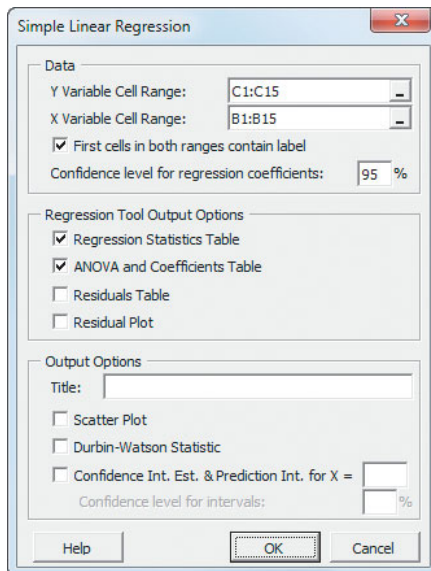 Simple Linear Regression
Data
Y Variable Cell Range: C1:C15
X Variable Cell Range: B1:B15
First cells in both ranges contain label
Confidence level for regression coefficients: 95 %
Regression Tool Output Options
Regression Statistics Table
ANOVA and Coefficients Table
Residuals Table
Residual Plot
Output Options
Title:
Scatter Plot
Durbin-Watson Statistic
Confidence Int. Est. & Prediction Int. for X =
Confidence level for intervals: %
Help OK Cancel